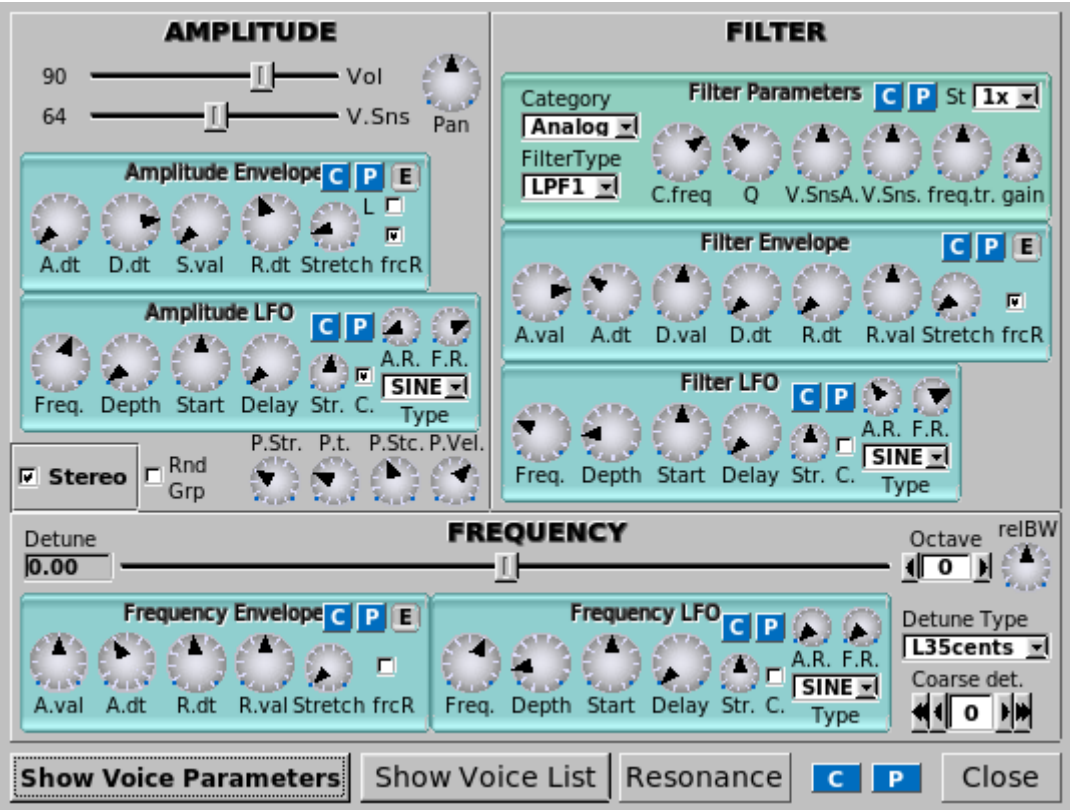 AMPLITUDE
90 Vol
64 V.Sns
Pan
Amplitude Envelope C P E
L
A.dt D.dt S.val R.dt Stretch frcR
Amplitude LFO C P
A.R. F.R.
SINE
Freq. Depth Start Delay Str. C. Type
Stereo
Rnd
Grp
P.Str. P.t. P.Stc. P.Vel.
FILTER
Category
Analog
FilterType
LPF1
Filter Parameters C P St 1x
C.freq Q V.SnsA. V.Sns. freq.tr. gain
Filter Envelope C P E
A.val A.dt D.val D.dt R.dt R.val Stretch frcR
Filter LFO C P
A.R. F.R.
SINE
Freq. Depth Start Delay Str. C. Type
FREQUENCY
Detune
0.00
Octave
0
relBW
Frequency Envelope C P E
A.val A.dt R.dt R.val Stretch frcR
Frequency LFO C P
A.R. F.R.
SINE
Freq. Depth Start Delay Str. C. Type
Detune Type
L35cents
Coarse det.
0
Show Voice Parameters Show Voice List Resonance C P Close